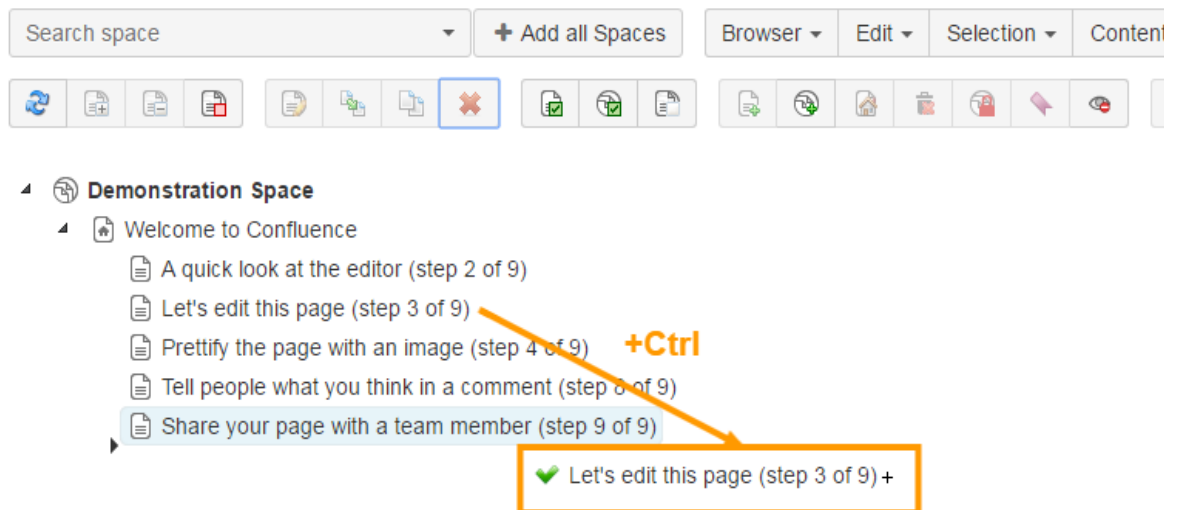 Search space + Add all Spaces Browser Edit Selection Content
Demonstration Space
Welcome to Confluence
A quick look at the editor (step 2 of 9)
Let's edit this page (step 3 of 9)
Prettify the page with an image (step 4 of 9) +Ctrl
Tell people what you think in a comment (step 8 of 9)
Share your page with a team member (step 9 of 9)
Let's edit this page (step 3 of 9) +